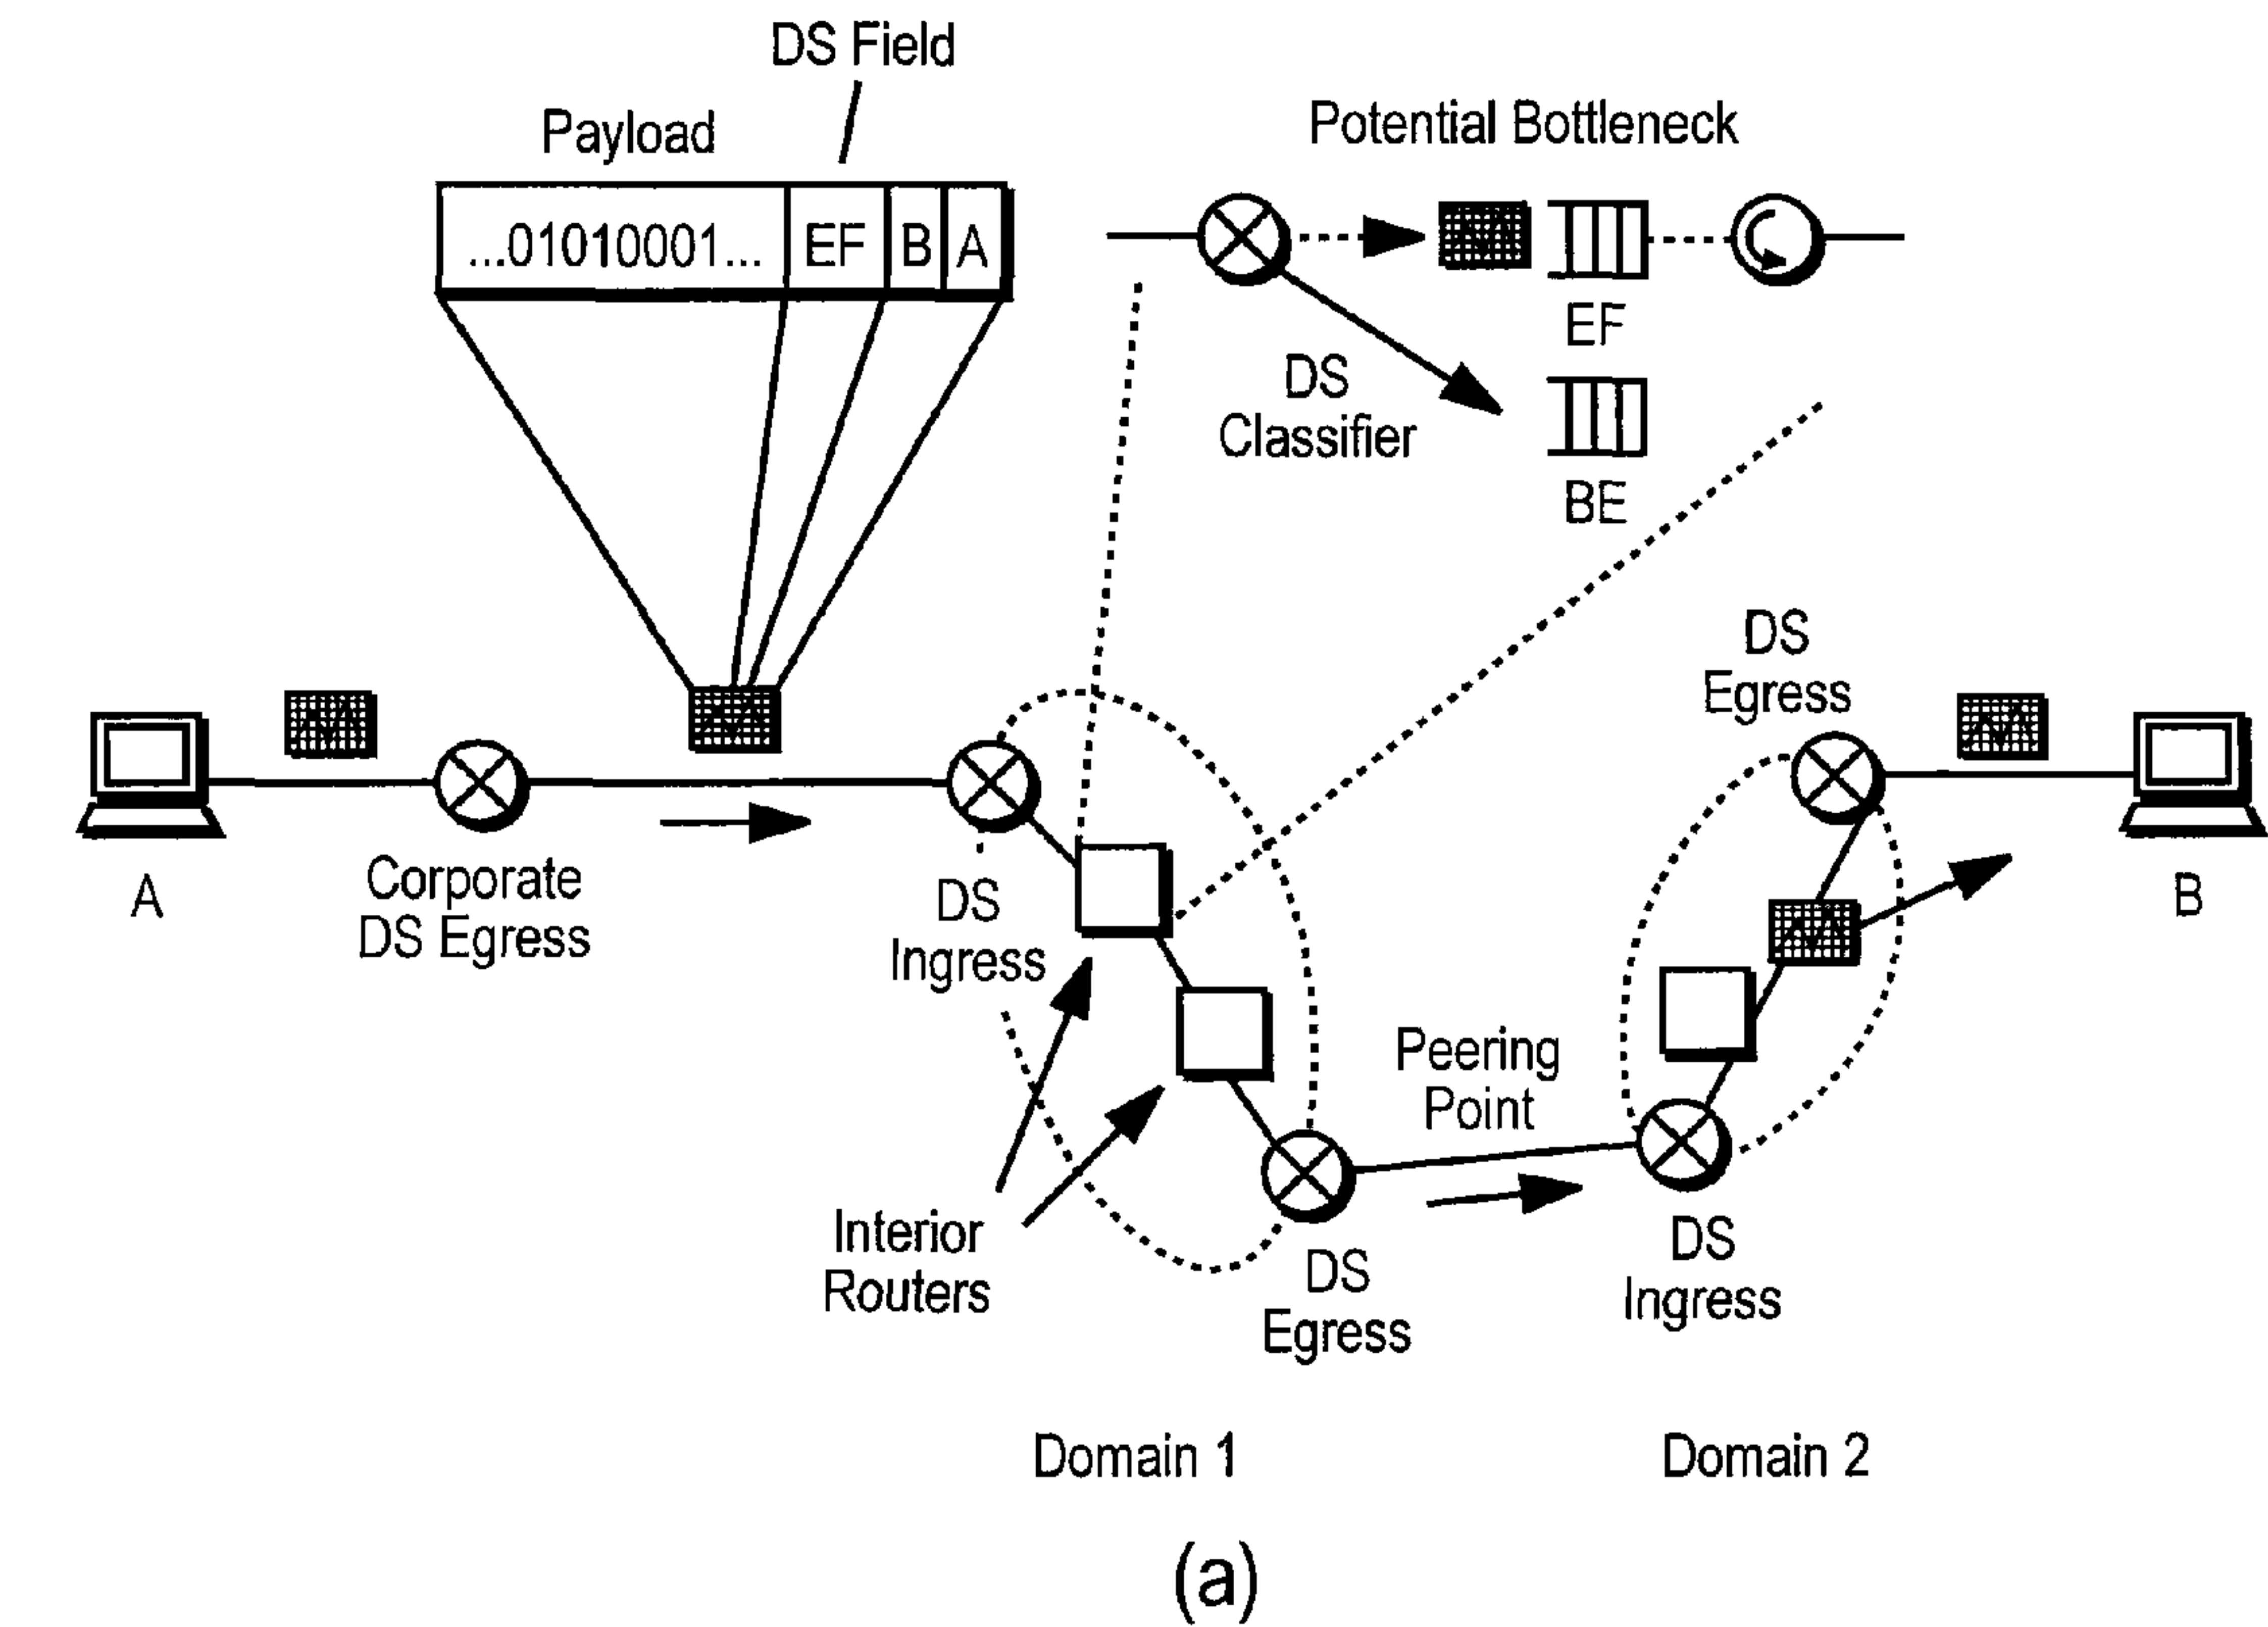 DS Field
Payload
Potential Bottleneck
...01010001...
EF
B
A
EF
DS
Classifier
BE
DS
Egress
A
Corporate
DS Egress
DS
Ingress
B
Peering
Point
Interior
Routers
DS
Egress
DS
Ingress
Domain 1
Domain 2
(a)